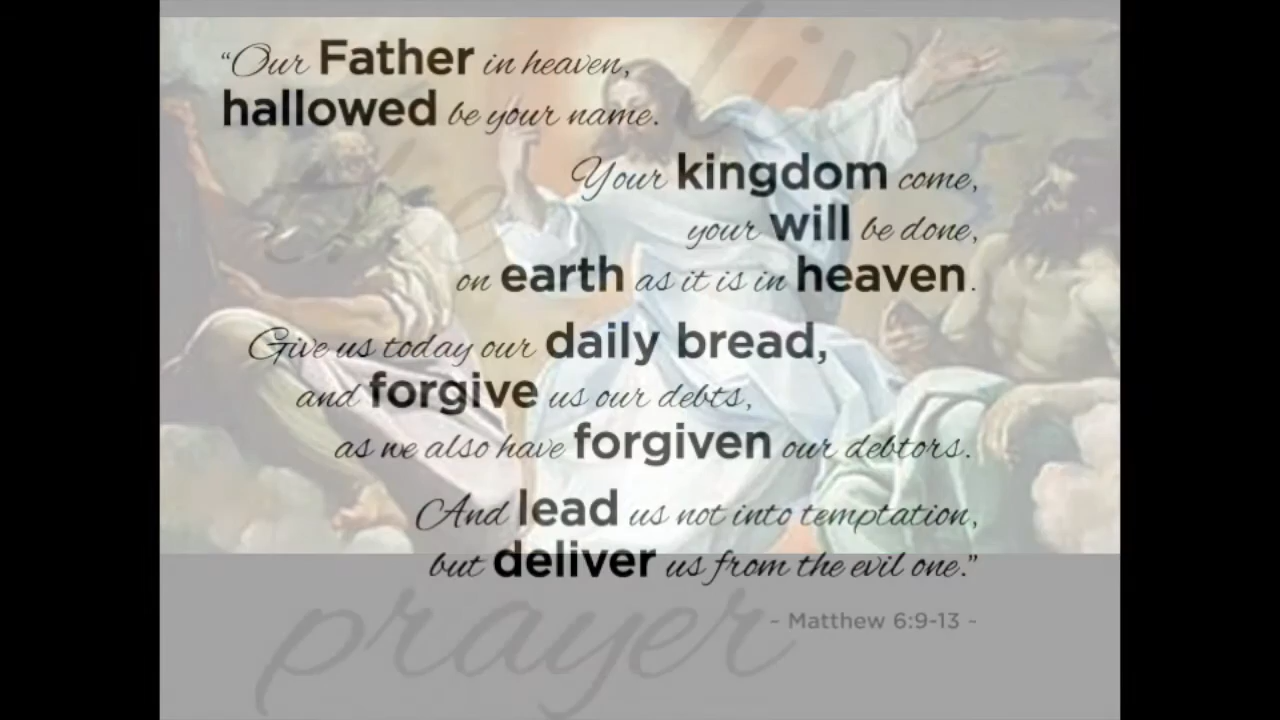 “Our Father in heaven,
hallowed be your name.
Your kingdom come,
your will be done,
on earth as it is in heaven.
Give us today our daily bread,
and forgive us our debts,
as we also have forgiven our debtors.
And lead us not into temptation,
but deliver us from the evil one.”
~ Matthew 6:9-13 ~
prayer